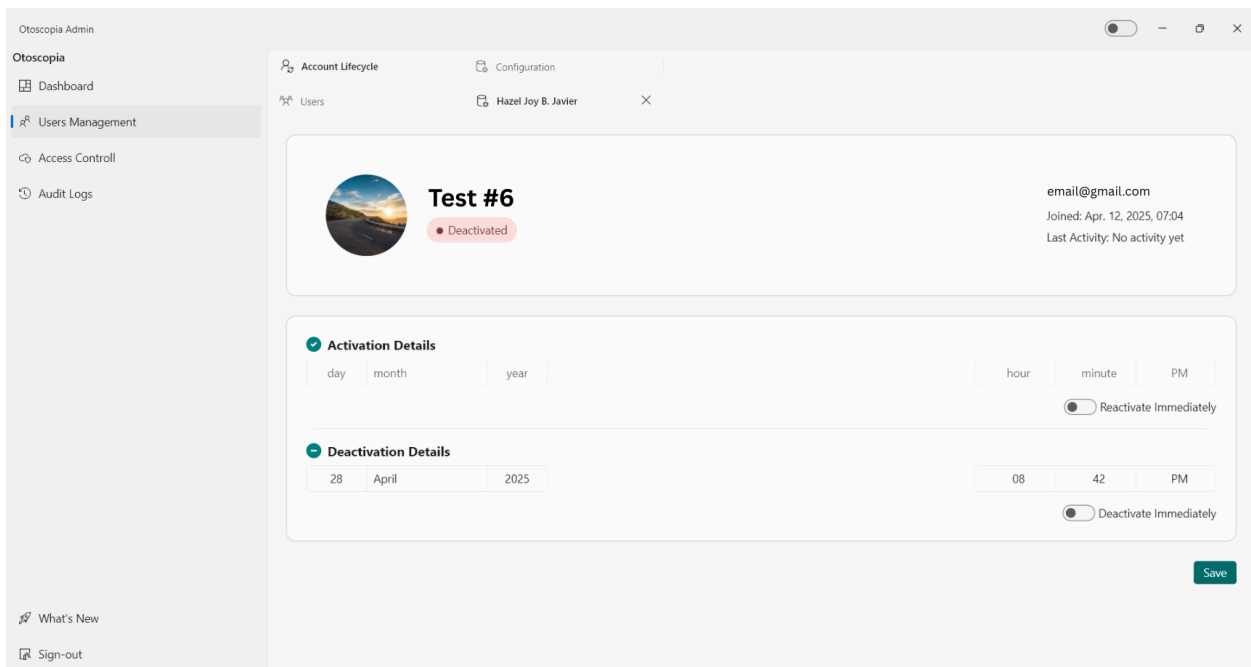 Otoscopia Admin
Otoscopia
Dashboard
Users Management
Access Controll
Audit Logs
What's New
Sign-out
Account Lifecycle
Configuration
Users
Hazel Joy B. Javier
Test #6
Deactivated
email@gmail.com
Joined: Apr. 12, 2025, 07:04
Last Activity: No activity yet
Activation Details
day month year hour minute PM
Reactivate Immediately
Deactivation Details
28 April 2025 08 42 PM
Deactivate Immediately
Save